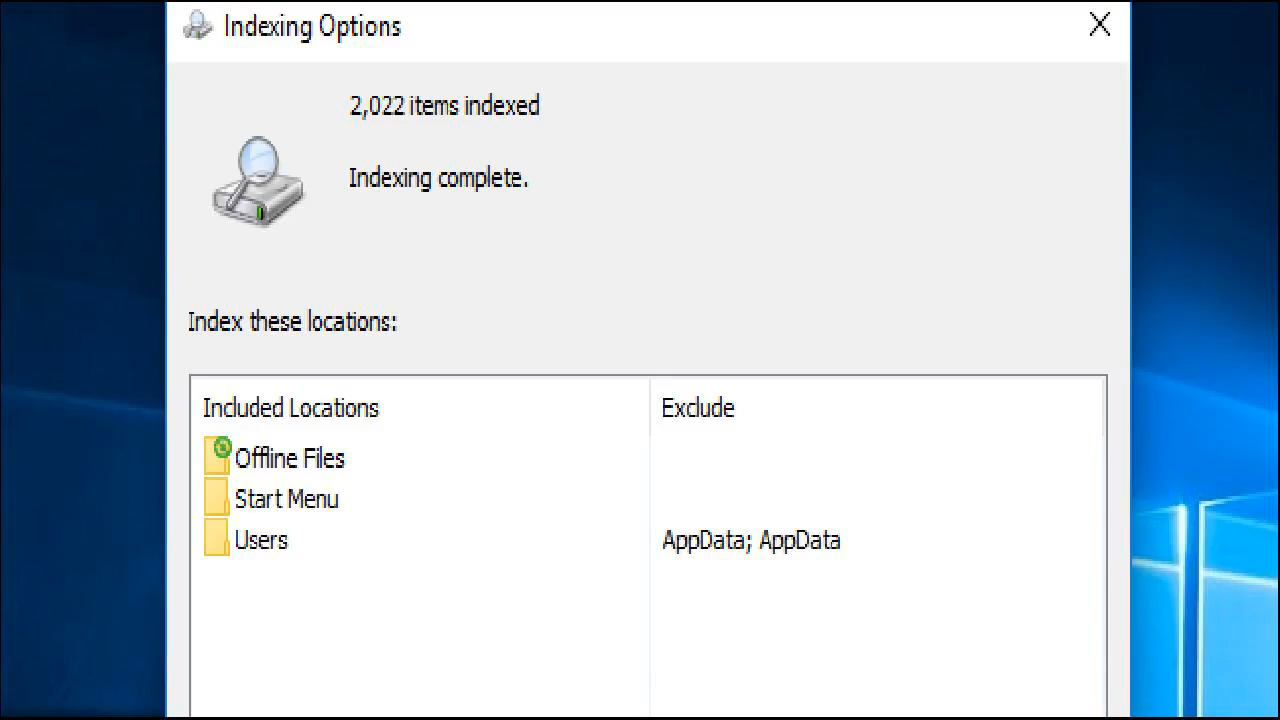 Indexing Options
2,022 items indexed
Indexing complete.
Index these locations:
Included Locations Exclude
Offline Files
Start Menu
Users AppData; AppData